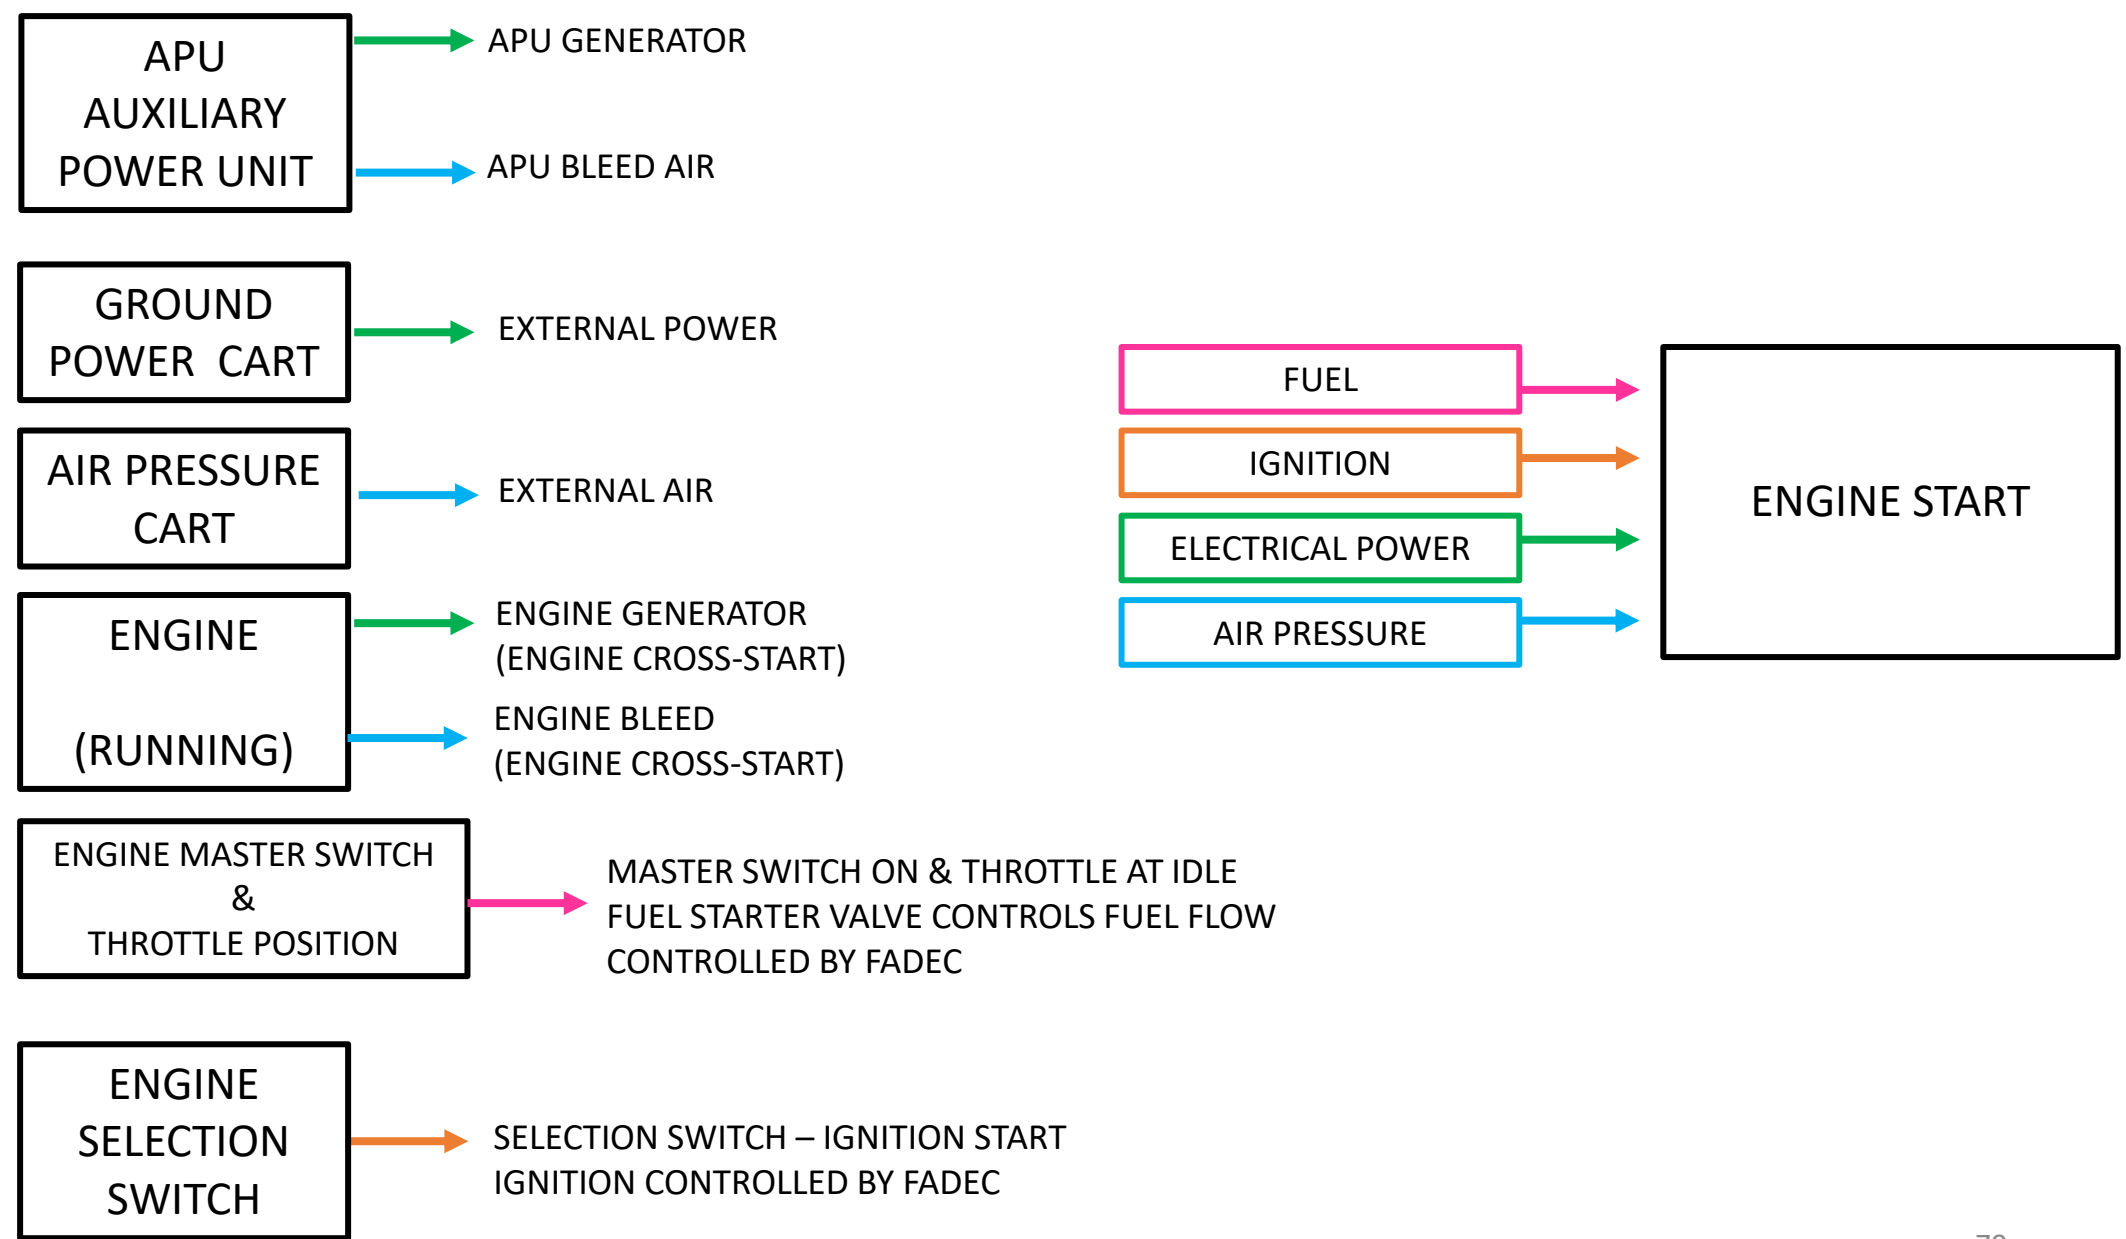 APU
AUXILIARY
POWER UNIT
APU GENERATOR
APU BLEED AIR
GROUND
POWER  CART
EXTERNAL POWER
AIR PRESSURE
CART
EXTERNAL AIR
ENGINE
(RUNNING)
ENGINE GENERATOR
(ENGINE CROSS-START)
ENGINE BLEED
(ENGINE CROSS-START)
ENGINE MASTER SWITCH
&
THROTTLE POSITION
MASTER SWITCH ON & THROTTLE AT IDLE
FUEL STARTER VALVE CONTROLS FUEL FLOW
CONTROLLED BY FADEC
ENGINE
SELECTION
SWITCH
SELECTION SWITCH – IGNITION START
IGNITION CONTROLLED BY FADEC
FUEL
IGNITION
ELECTRICAL POWER
AIR PRESSURE
ENGINE START